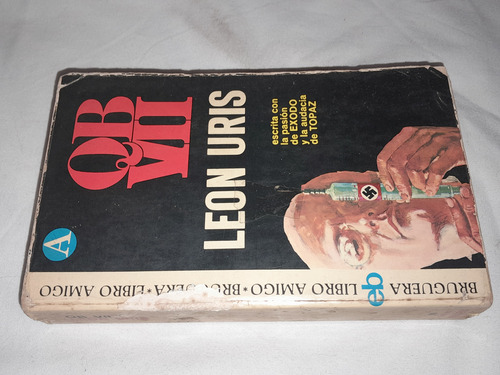 QB
VII
LEON URIS
escrita con
la pasión
de EXODO
y la audacia
de TOPAZ
A
BRUGUERA • LIBRO AMIGO • BRUGUERA • LIBRO AMIGO
eb